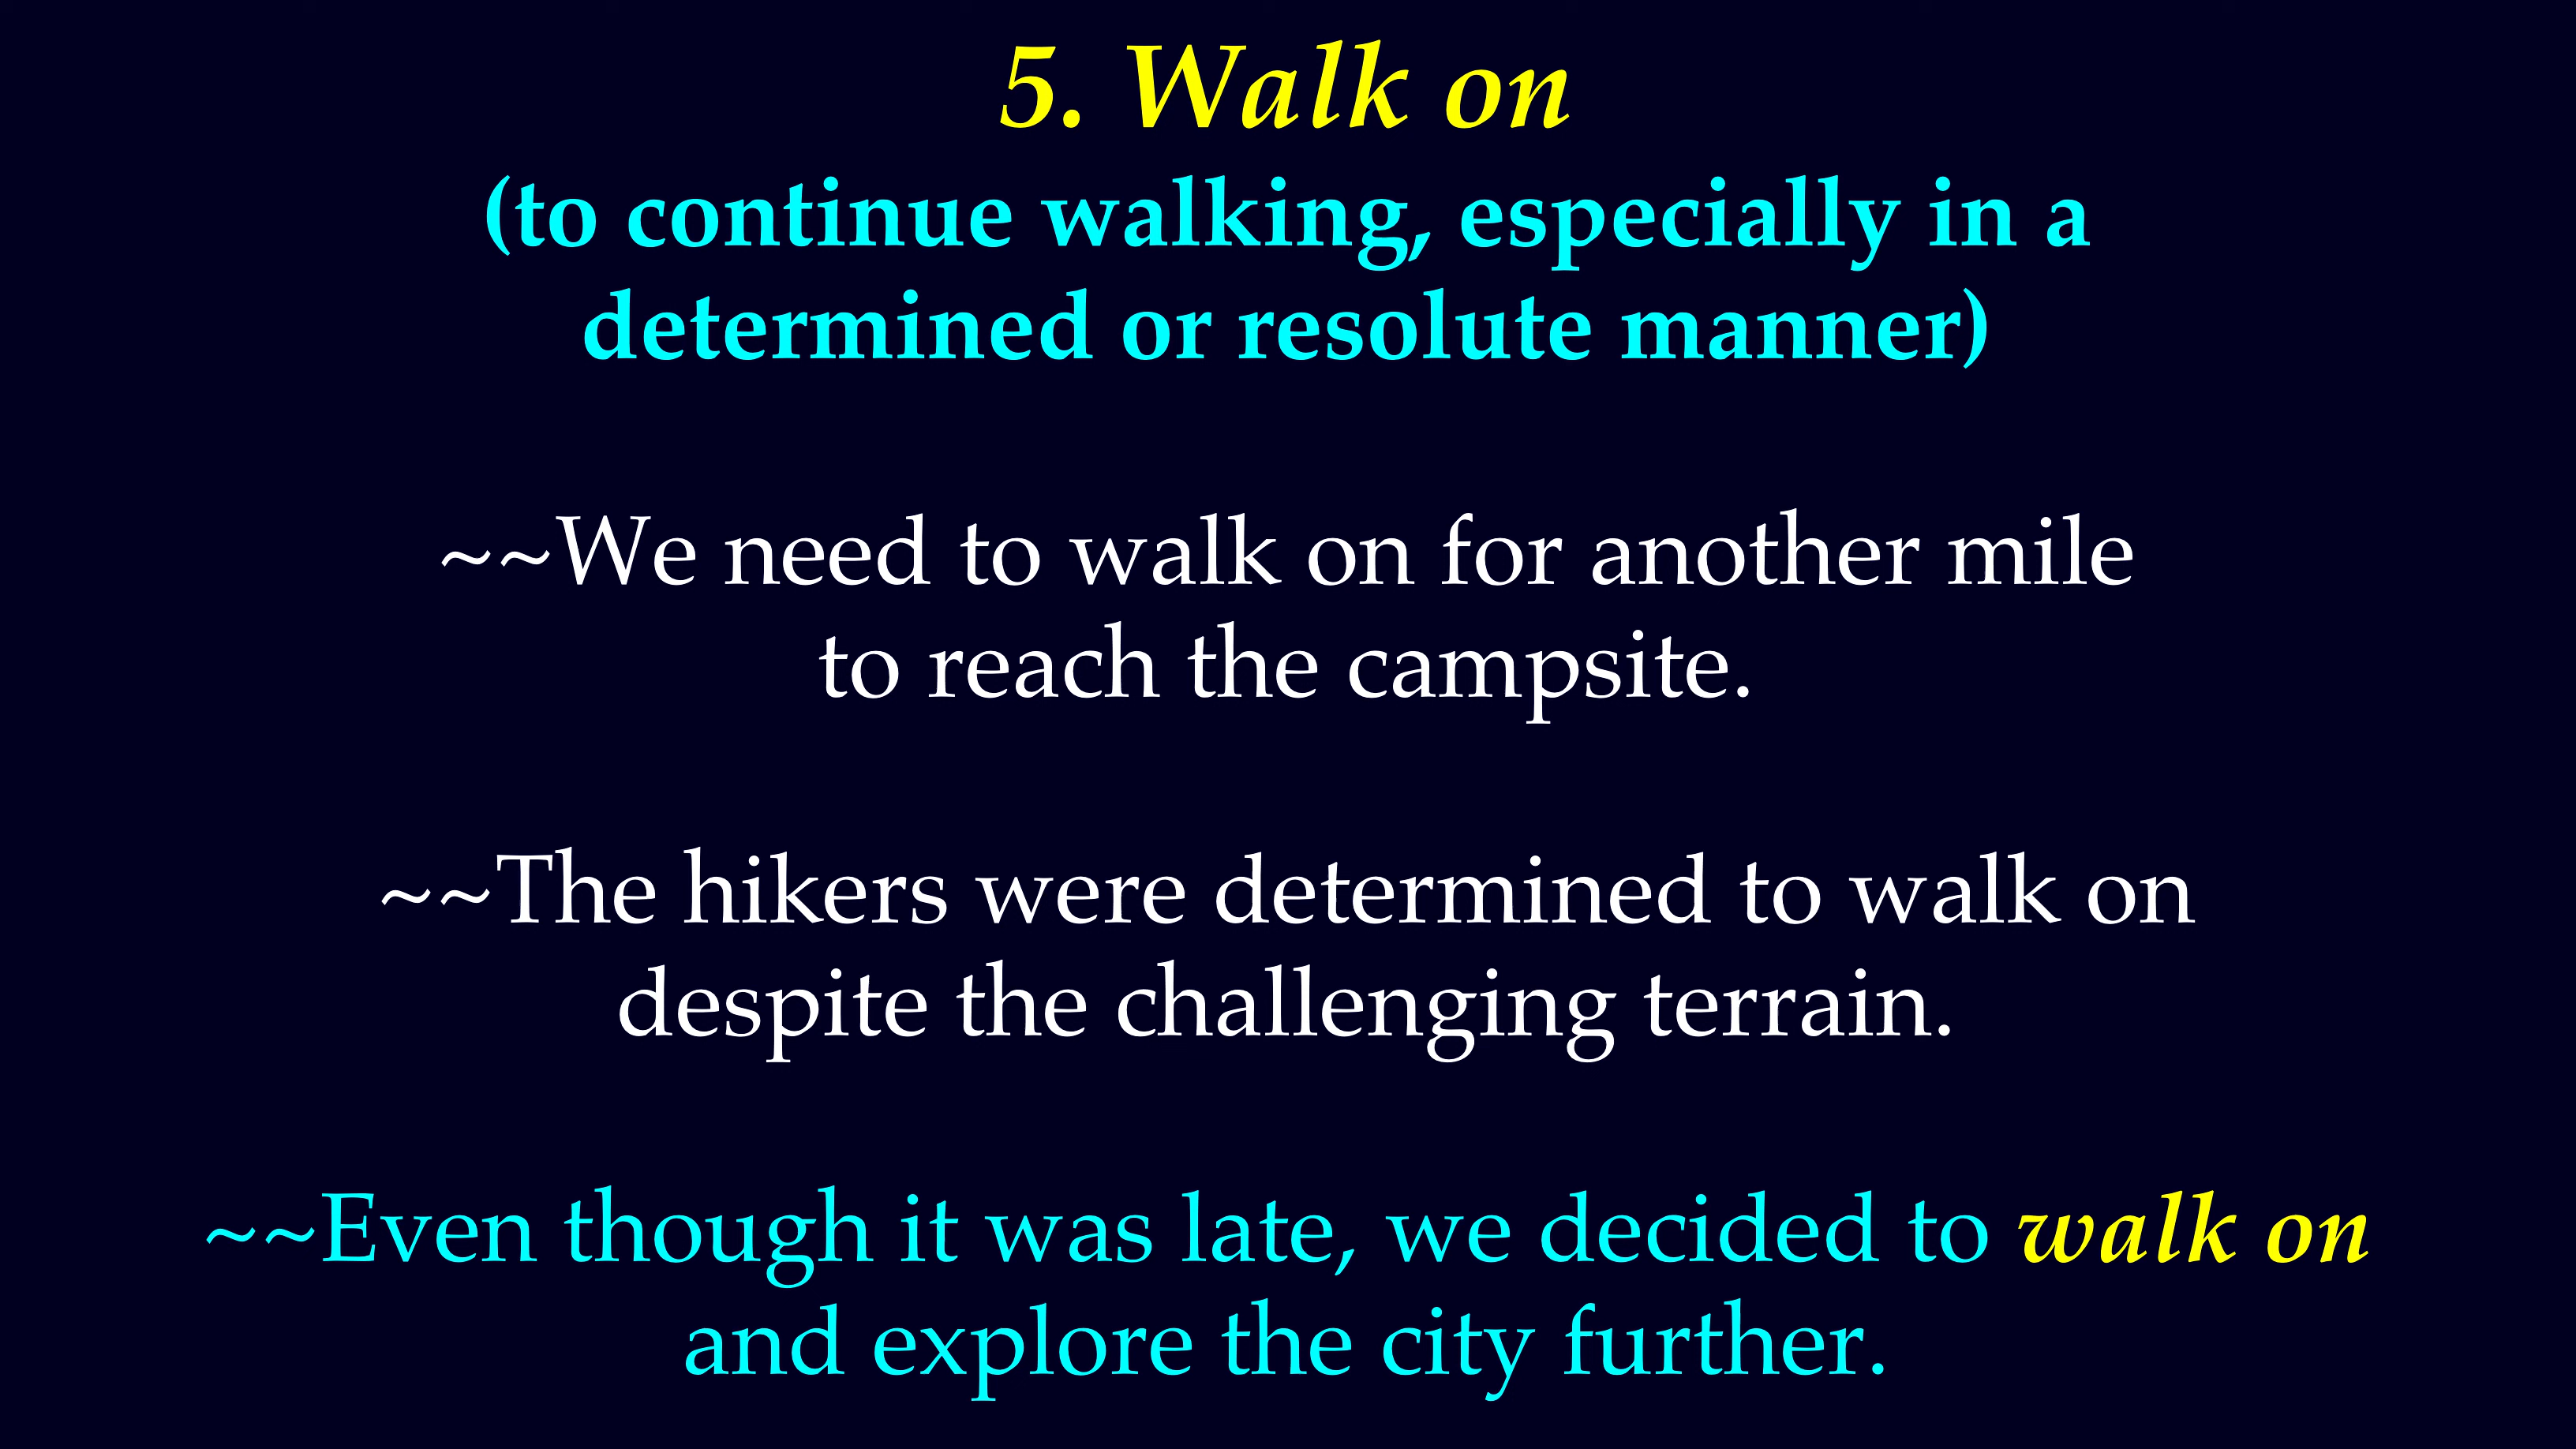 5. Walk on
(to continue walking, especially in a
determined or resolute manner)
~~We need to walk on for another mile
to reach the campsite.
~~The hikers were determined to walk on
despite the challenging terrain.
~~Even though it was late, we decided to walk on
and explore the city further.